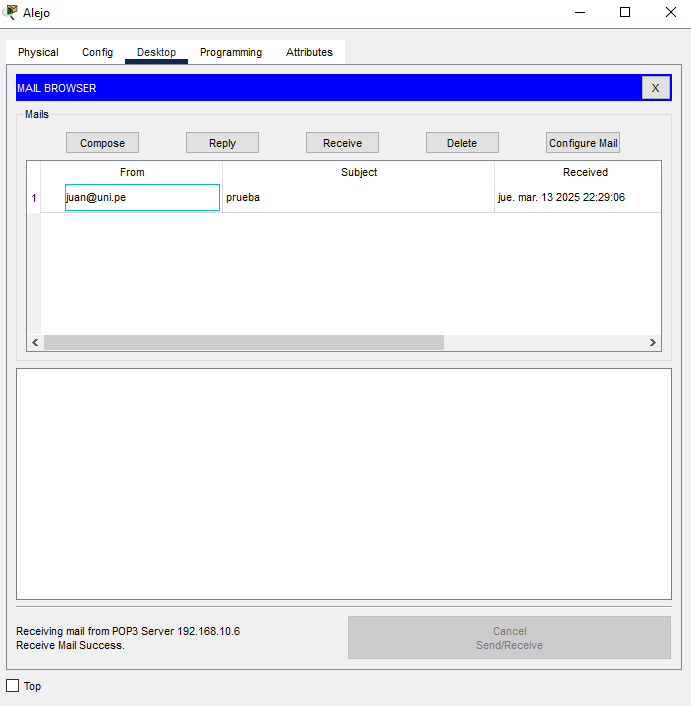 Alejo
Physical Config Desktop Programming Attributes
MAIL BROWSER X
Mails
Compose Reply Receive Delete Configure Mail
From Subject Received
1 juan@uni.pe prueba jue. mar. 13 2025 22:29:06
Receiving mail from POP3 Server 192.168.10.6
Receive Mail Success.
Cancel
Send/Receive
Top